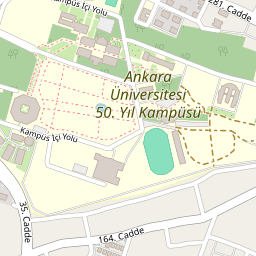 Kampüs İçi Yolu
281. Cadde
Ankara
Üniversitesi
50. Yıl Kampüsü
Kampüs İçi Yolu
35. Cadde
164. Cadde